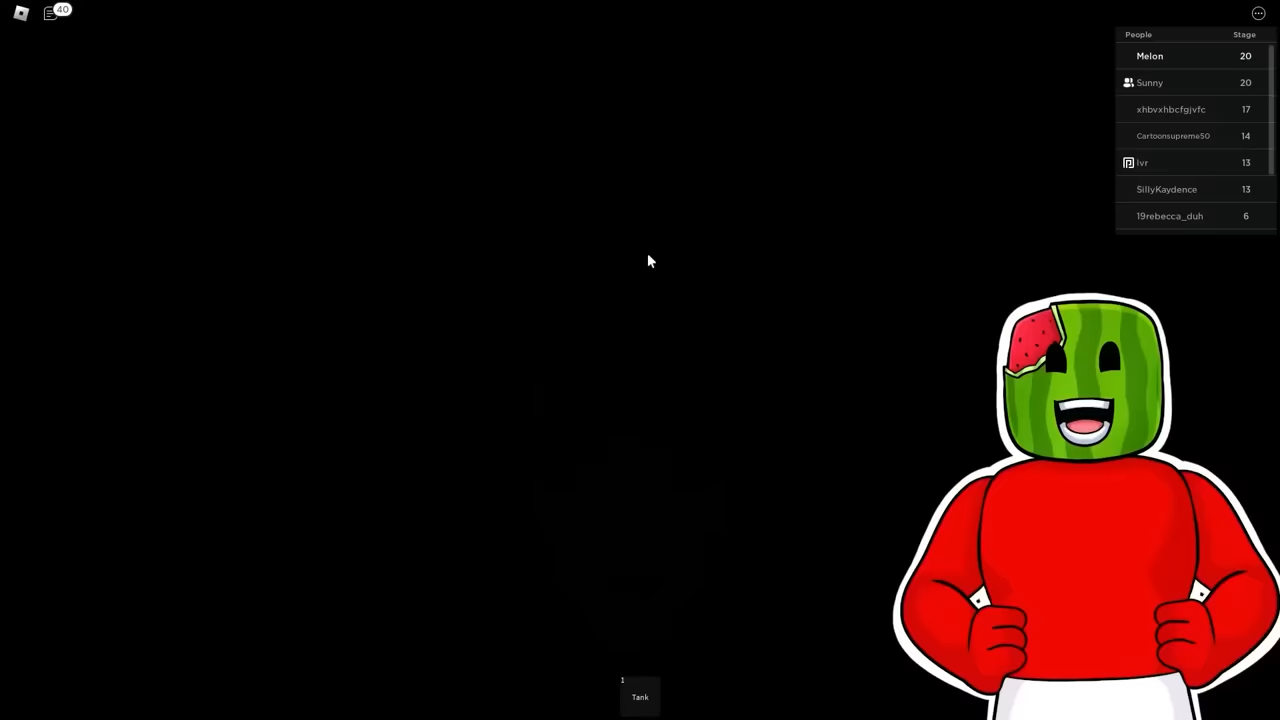 40
People Stage
Melon 20
Sunny 20
xhbvxhbcfgjvfc 17
Cartoonsupreme50 14
lvr 13
SillyKaydence 13
19rebecca_duh 6
1
Tank